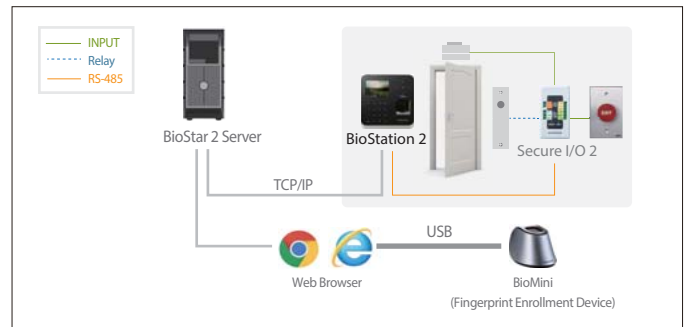 INPUT
Relay
RS-485
BioStar 2 Server
BioStation 2
EXIT
Secure I/O 2
TCP/IP
USB
Web Browser
BioMini
(Fingerprint Enrollment Device)